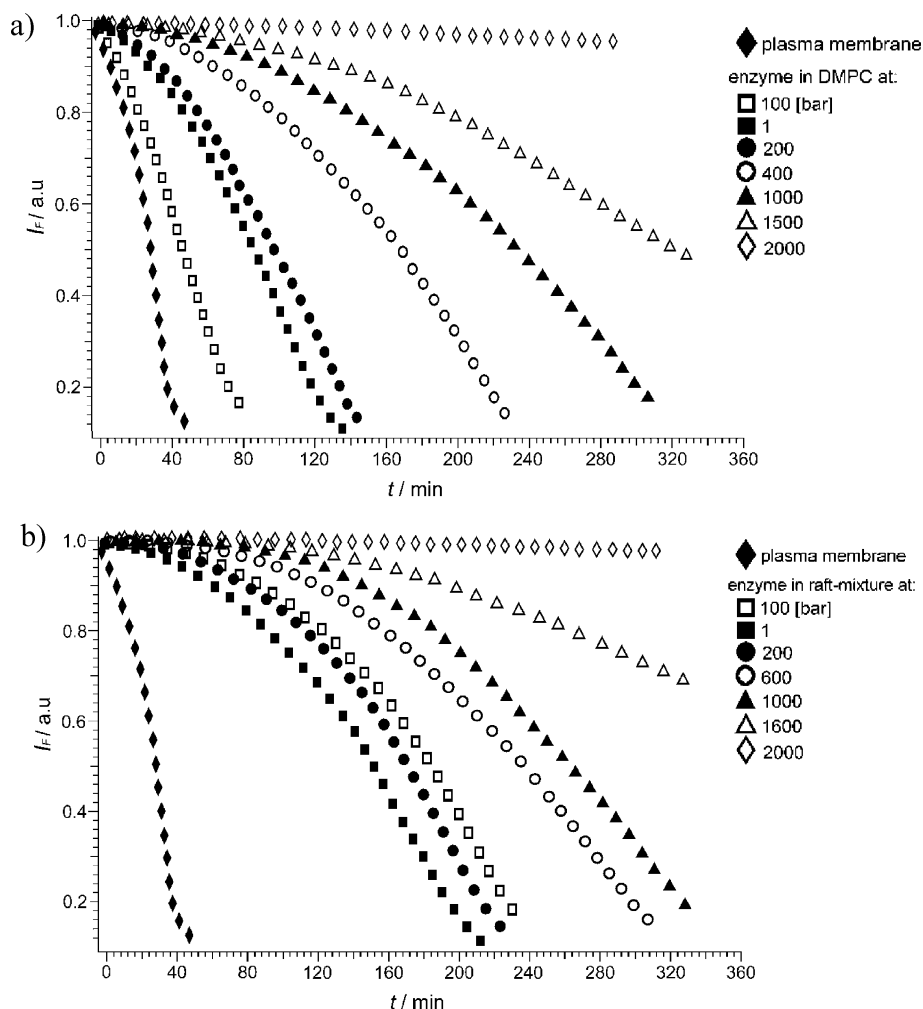 a)
1.0
0.8
0.6
0.4
0.2
I_F / a.u
0 40 80 120 160 200 240 280 320 360
t / min
plasma membrane
enzyme in DMPC at:
100 [bar]
1
200
400
1000
1500
2000
b)
1.0
0.8
0.6
0.4
0.2
I_F / a.u
0 40 80 120 160 200 240 280 320 360
t / min
plasma membrane
enzyme in raft-mixture at:
100 [bar]
1
200
600
1000
1600
2000